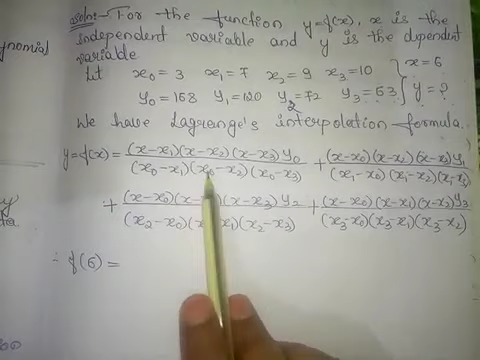 Soln:- For the function y=f(x), x is the
independent variable and y is the dependent
variable
Let x₀ = 3 x₁ = 7 x₂ = 9 x₃ = 10 x = 6
y₀ = 168 y₁ = 120 y₂ = 72 y₃ = 63 y = ?
We have Lagrange's interpolation formula.
y = f(x) = (x-x₁)(x-x₂)(x-x₃)y₀ / (x₀-x₁)(x₀-x₂)(x₀-x₃) + (x-x₀)(x-x₂)(x-x₃)y₁ / (x₁-x₀)(x₁-x₂)(x₁-x₃)
+ (x-x₀)(x- )(x-x₃)y₂ / (x₂-x₀)( x₁)(x₂-x₃) + (x-x₀)(x-x₁)(x-x₂)y₃ / (x₃-x₀)(x₃-x₁)(x₃-x₂)
∴ f(6) =
ynomial